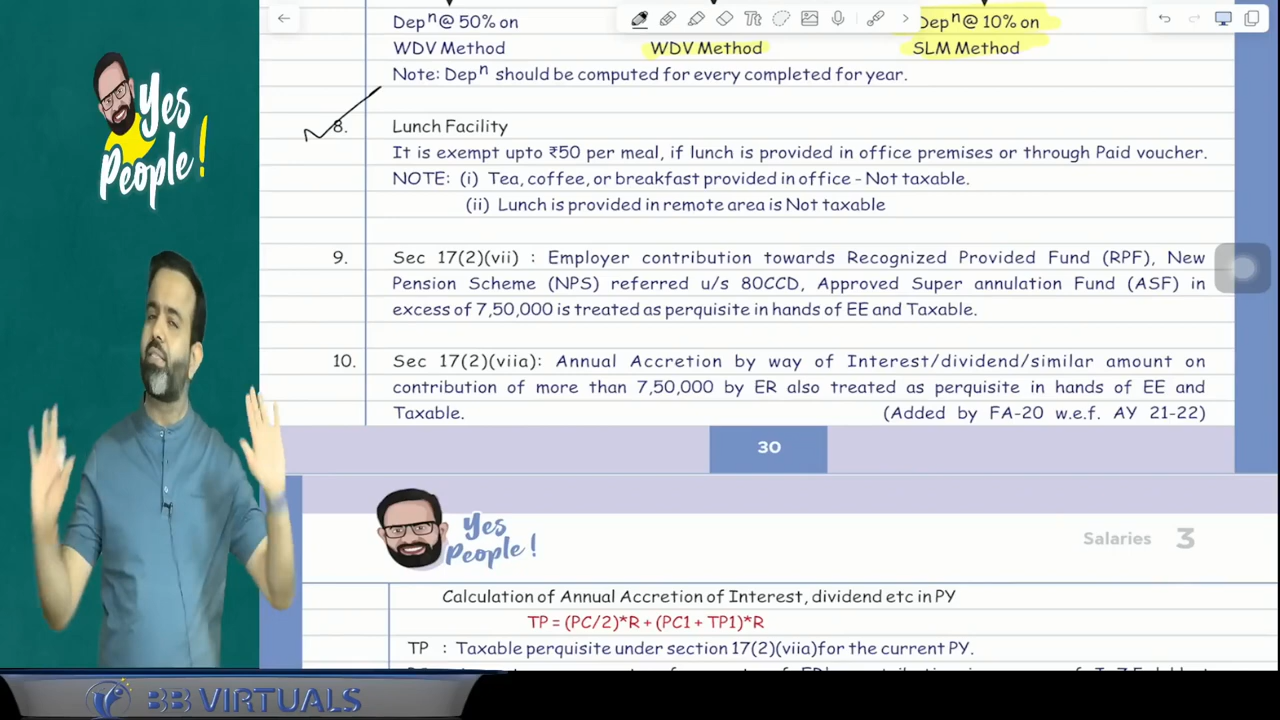 Yes
People !
Depⁿ @ 50% on
WDV Method
WDV Method
Depⁿ @ 10% on
SLM Method
Note: Depⁿ should be computed for every completed for year.
8. Lunch Facility
It is exempt upto ₹50 per meal, if lunch is provided in office premises or through Paid voucher.
NOTE: (i) Tea, coffee, or breakfast provided in office - Not taxable.
(ii) Lunch is provided in remote area is Not taxable
9. Sec 17(2)(vii) : Employer contribution towards Recognized Provided Fund (RPF), New
Pension Scheme (NPS) referred u/s 80CCD, Approved Super annulation Fund (ASF) in
excess of 7,50,000 is treated as perquisite in hands of EE and Taxable.
10. Sec 17(2)(viia): Annual Accretion by way of Interest/dividend/similar amount on
contribution of more than 7,50,000 by ER also treated as perquisite in hands of EE and
Taxable. (Added by FA-20 w.e.f. AY 21-22)
30
Yes
People !
Salaries 3
Calculation of Annual Accretion of Interest, dividend etc in PY
TP = (PC/2)*R + (PC1 + TP1)*R
TP : Taxable perquisite under section 17(2)(viia)for the current PY.
BB VIRTUALS